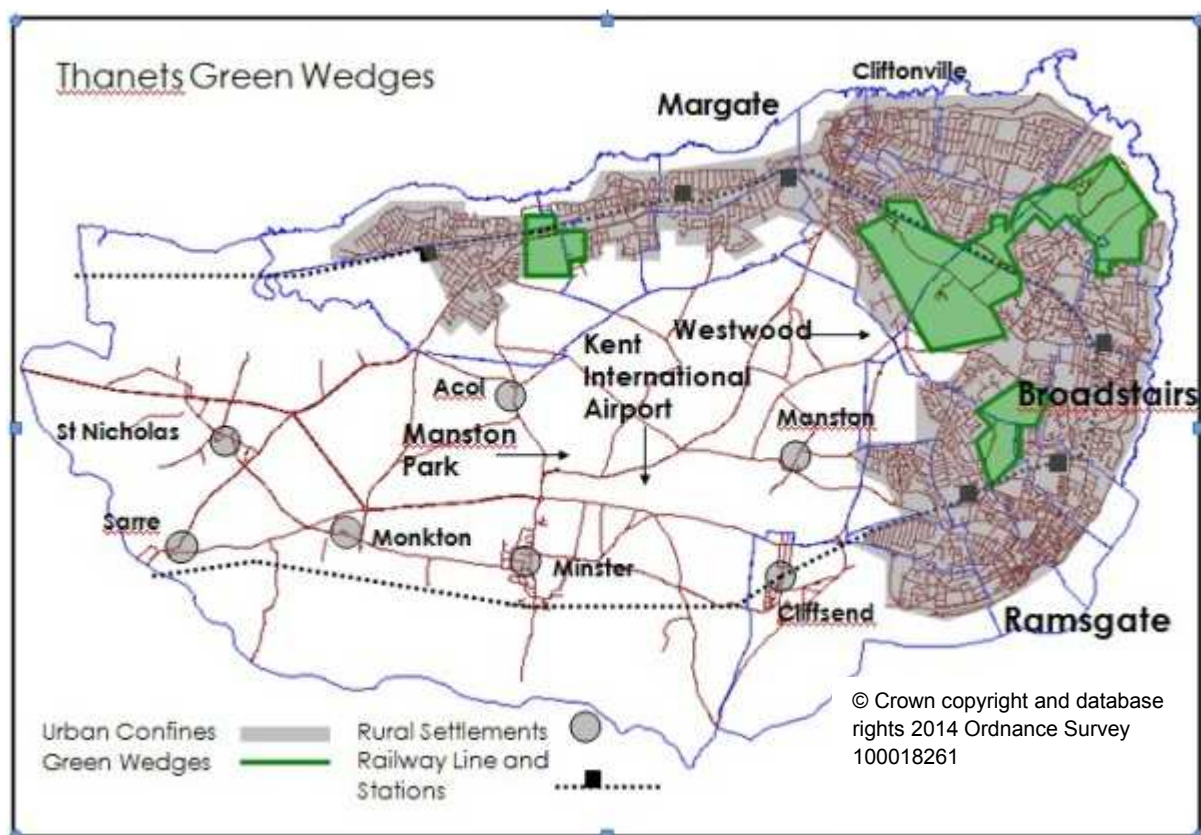 Thanets Green Wedges
Cliftonville
Margate
Westwood
Kent
International
Airport
Acol
Manston
Park
Manston
Broadstairs
St Nicholas
Sarre
Monkton
Minster
Cliffsend
Ramsgate
Urban Confines
Green Wedges
Rural Settlements
Railway Line and
Stations
© Crown copyright and database
rights 2014 Ordnance Survey
100018261